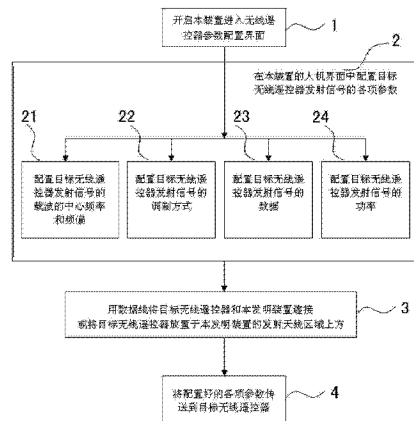 开启本装置进入无线遥
控器参数配置界面
1
2
在本装置的人机界面中配置目标
无线遥控器发射信号的各项参数
21
22
23
24
配置目标无线遥
控器发射信号的
载波的中心频率
和频偏
配置目标无线遥
控器发射信号的
调制方式
配置目标无线遥
控器发射信号的
数据
配置目标无线遥
控器发射信号的
功率
用数据线将目标无线遥控器和本发明装置连接
或将目标无线遥控器放置于本发明装置的发射天线区域上方
3
将配置好的各项参数传
送到目标无线遥控器
4